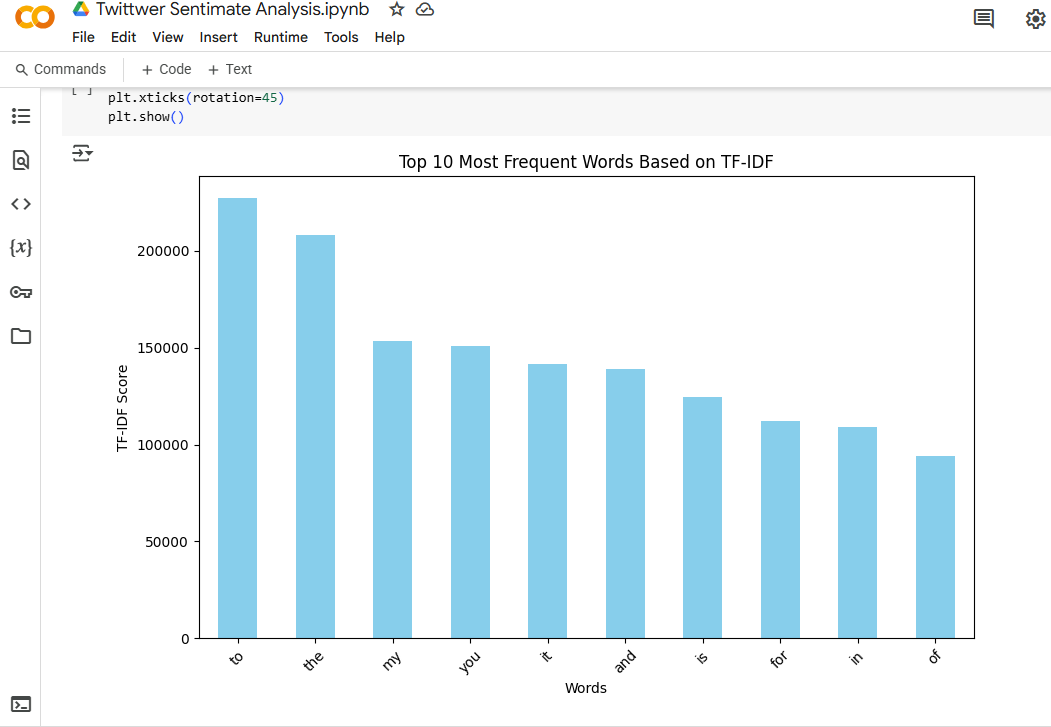 Twittwer Sentimate Analysis.ipynb
File Edit View Insert Runtime Tools Help
Commands + Code + Text
[ ] plt.xticks(rotation=45)
plt.show()
Top 10 Most Frequent Words Based on TF-IDF
TF-IDF Score
200000
150000
100000
50000
0
to the my you it and is for in of
Words
{x}